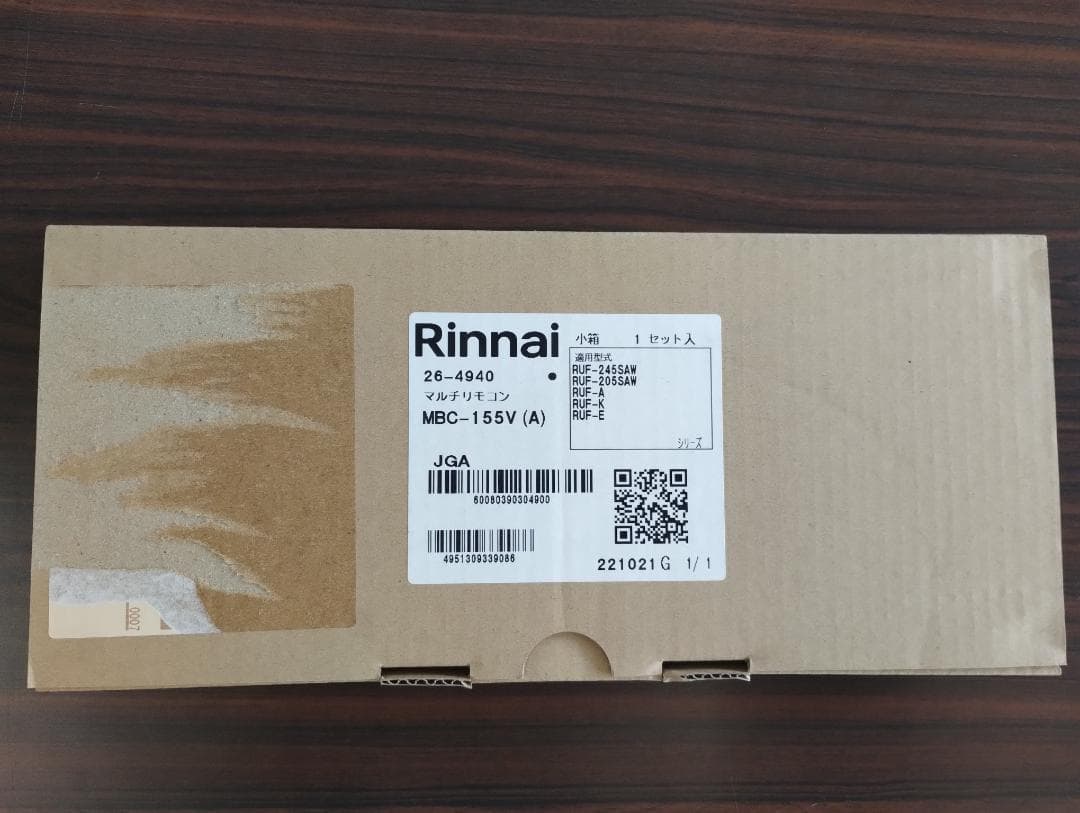 Rinnai
26-4940
マルチリモコン
MBC-155V (A)
小箱 1 セット入
適用型式
RUF-245SAW
RUF-205SAW
RUF-A
RUF-K
RUF-E
シリーズ
JGA
60080390304900
4951309339086
221021G 1/1
0007